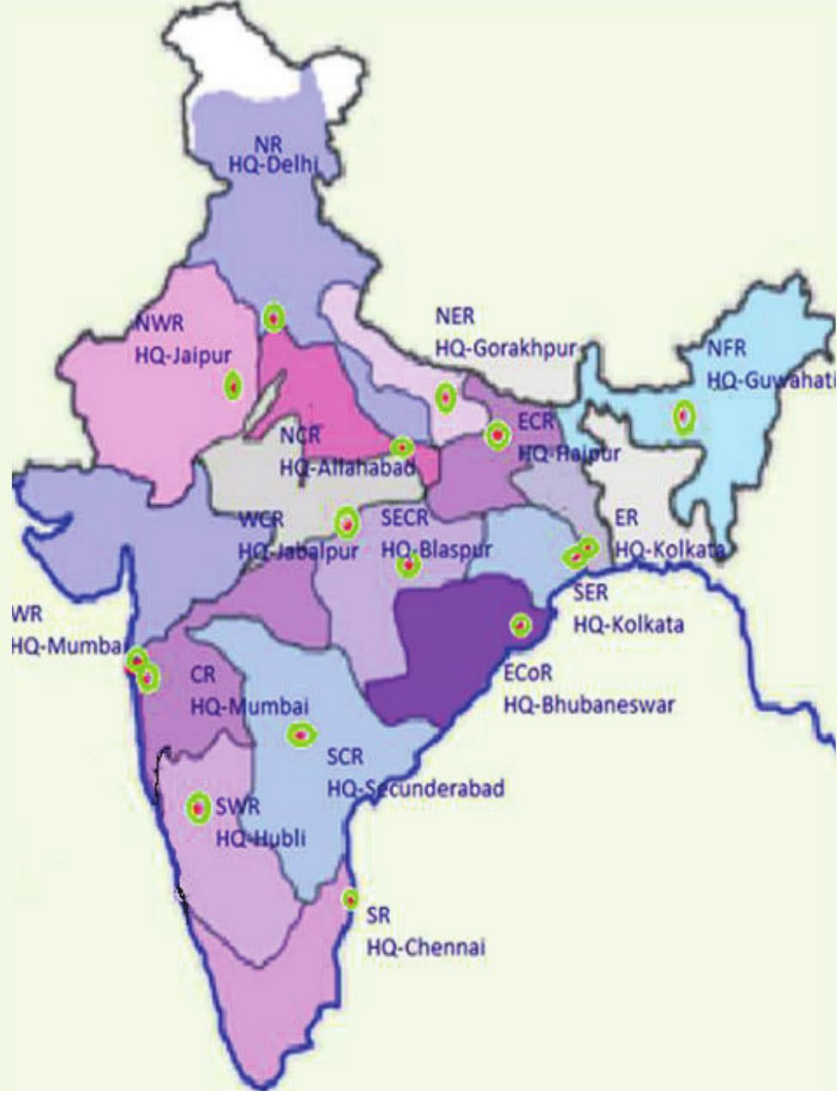 NR
HQ-Delhi
NWR
HQ-Jaipur
NER
HQ-Gorakhpur
NFR
HQ-Guwahati
NCR
HQ-Allahabad
ECR
HQ-Haipur
WCR
HQ-Jabalpur
SECR
HQ-Blaspur
ER
HQ-Kolkata
SER
HQ-Kolkata
WR
HQ-Mumbai
CR
HQ-Mumbai
ECoR
HQ-Bhubaneswar
SCR
HQ-Secunderabad
SWR
HQ-Hubli
SR
HQ-Chennai